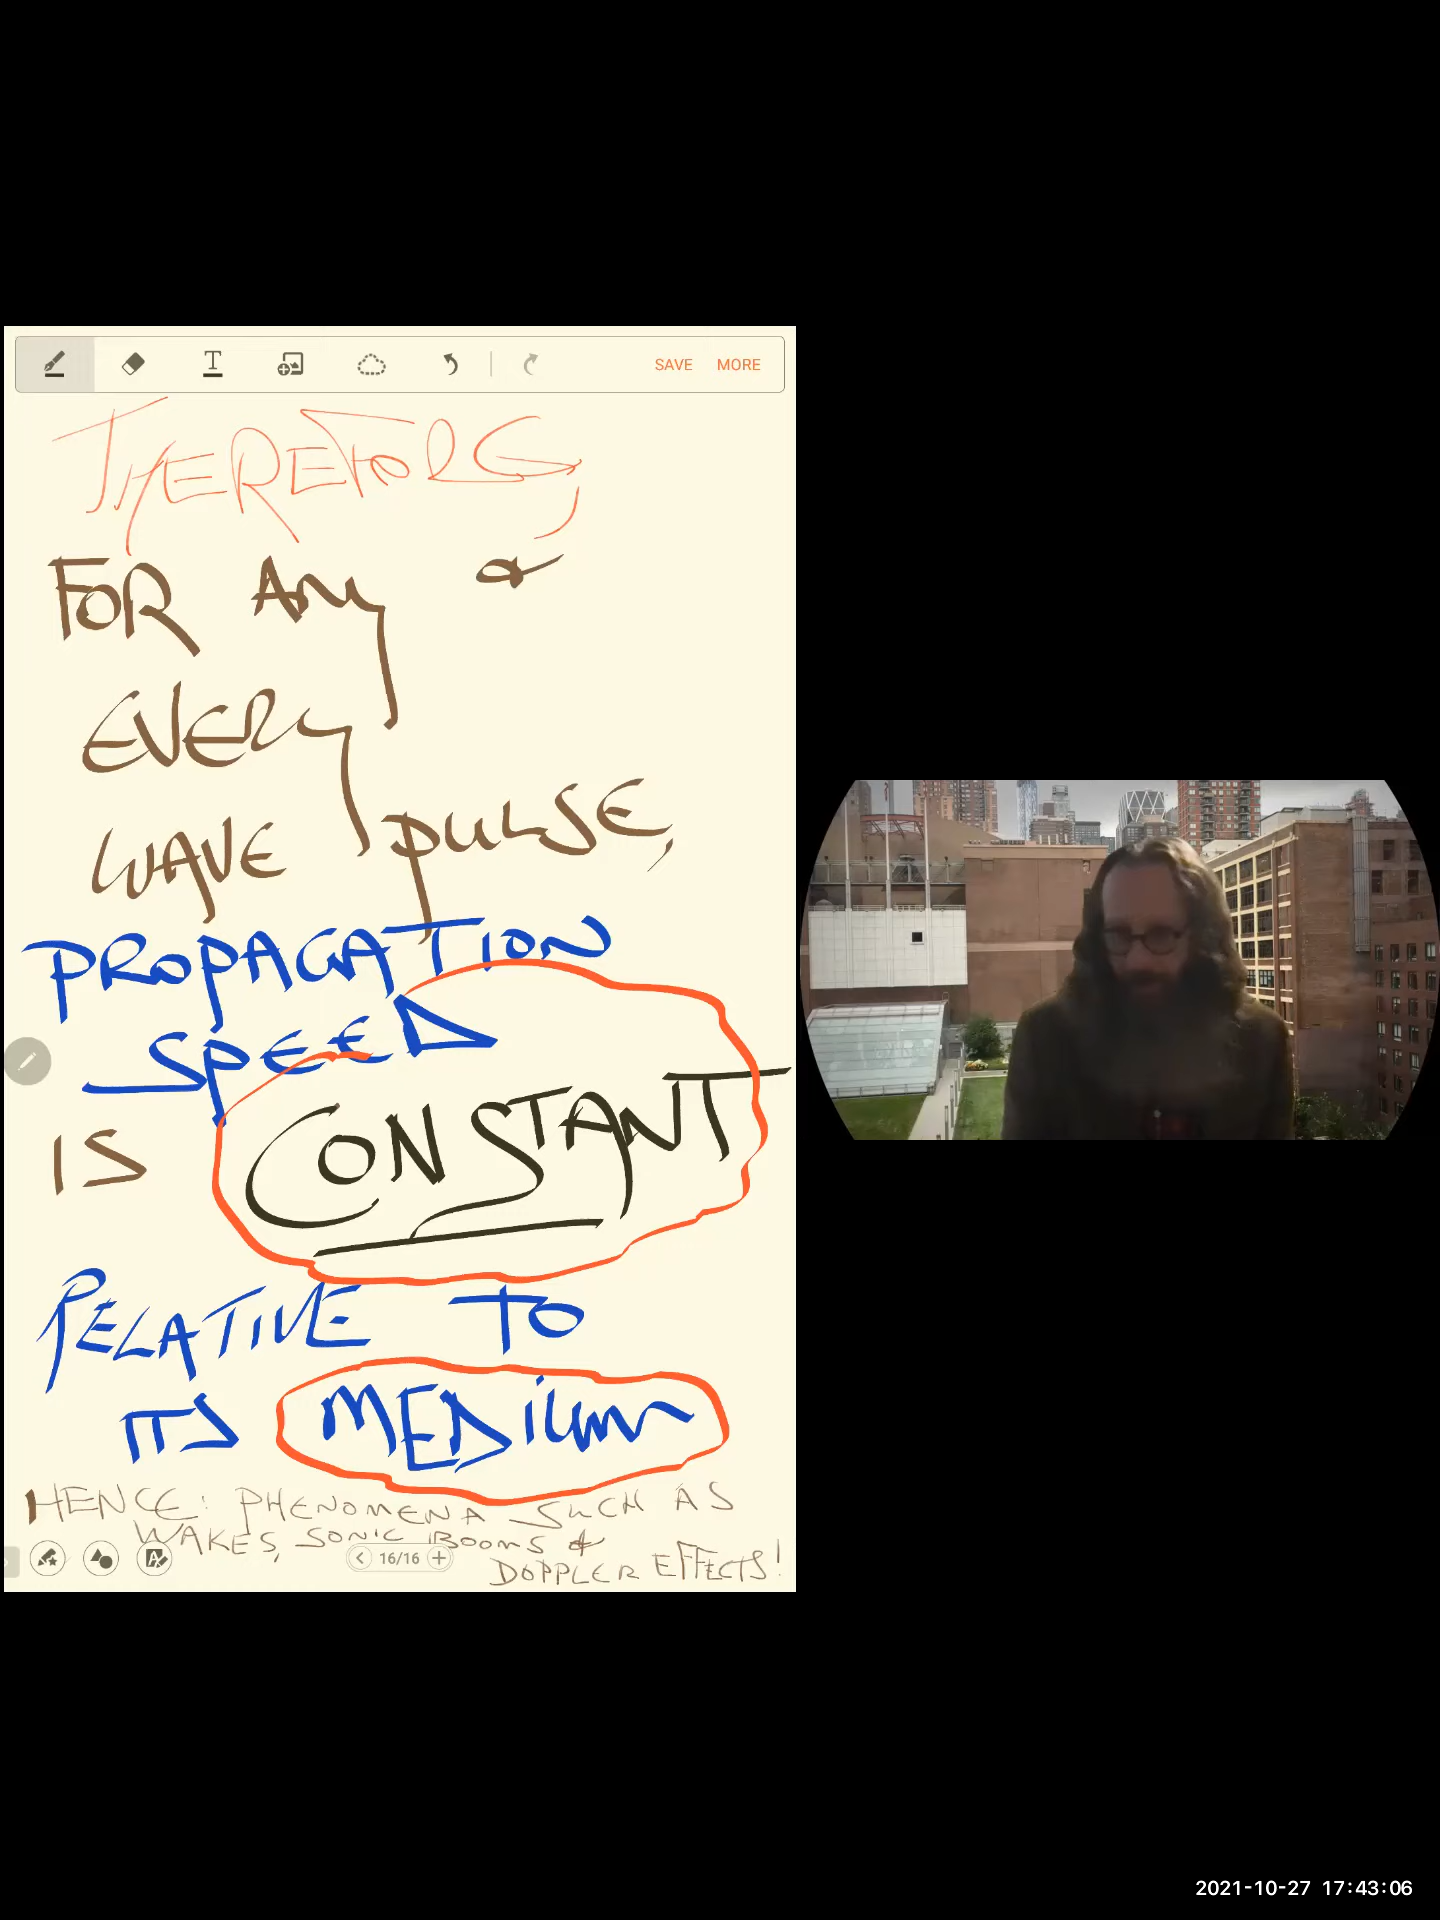 SAVE MORE
THEREFORE,
FOR ANY &
EVERY
WAVE PULSE,
PROPAGATION
SPEED
IS CONSTANT
RELATIVE TO
ITS MEDIUM
HENCE: PHENOMENA SUCH AS
WAKES, SONIC BOOMS &
DOPPLER EFFECTS!
16/16
2021-10-27 17:43:06